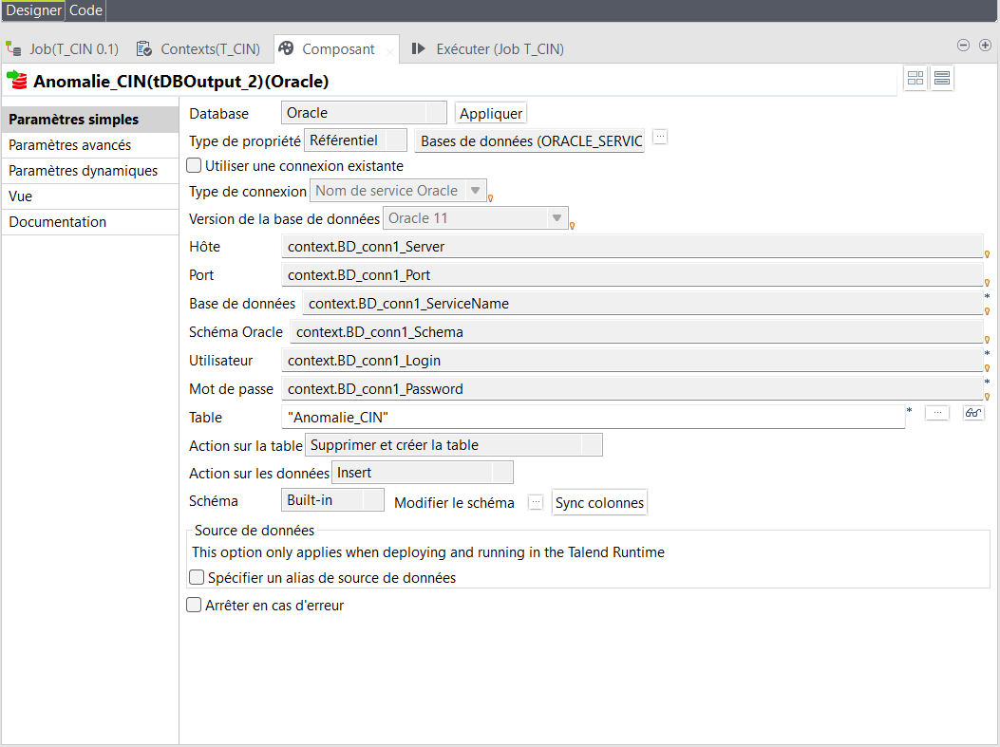 Designer Code
Job(T_CIN 0.1) Contexts(T_CIN) Composant Exécuter (Job T_CIN)
Anomalie_CIN(tDBOutput_2)(Oracle)
Paramètres simples
Paramètres avancés
Paramètres dynamiques
Vue
Documentation
Database Oracle Appliquer
Type de propriété Référentiel Bases de données (ORACLE_SERVIC ...
Utiliser une connexion existante
Type de connexion Nom de service Oracle
Version de la base de données Oracle 11
Hôte context.BD_conn1_Server
Port context.BD_conn1_Port
Base de données context.BD_conn1_ServiceName *
Schéma Oracle context.BD_conn1_Schema
Utilisateur context.BD_conn1_Login *
Mot de passe context.BD_conn1_Password *
Table "Anomalie_CIN" * ...
Action sur la table Supprimer et créer la table
Action sur les données Insert
Schéma Built-in Modifier le schéma ... Sync colonnes
Source de données
This option only applies when deploying and running in the Talend Runtime
Spécifier un alias de source de données
Arrêter en cas d'erreur